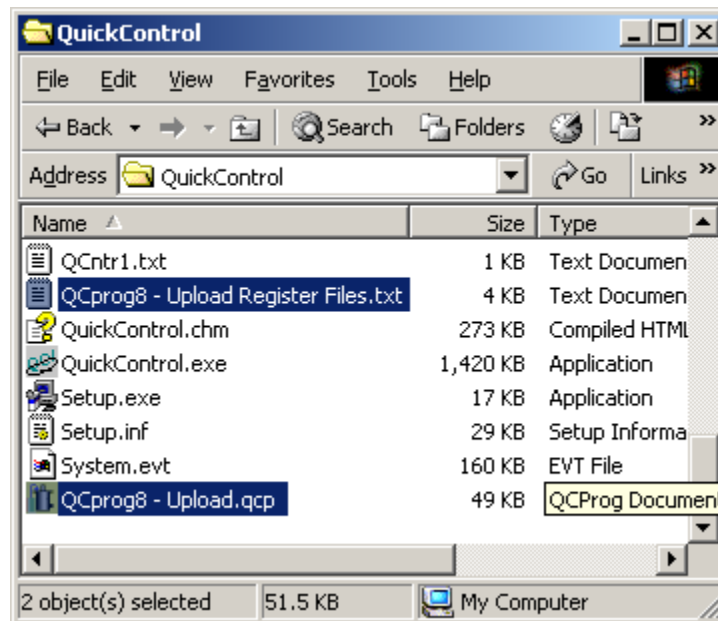 QuickControl
File Edit View Favorites Tools Help
Back Search Folders »
Address QuickControl Go Links »
Name Size Type
QCntr1.txt 1 KB Text Documen
QCprog8 - Upload Register Files.txt 4 KB Text Documen
QuickControl.chm 273 KB Compiled HTML
QuickControl.exe 1,420 KB Application
Setup.exe 17 KB Application
Setup.inf 29 KB Setup Informa
System.evt 160 KB EVT File
QCprog8 - Upload.qcp 49 KB QCProg Documen
2 object(s) selected 51.5 KB My Computer